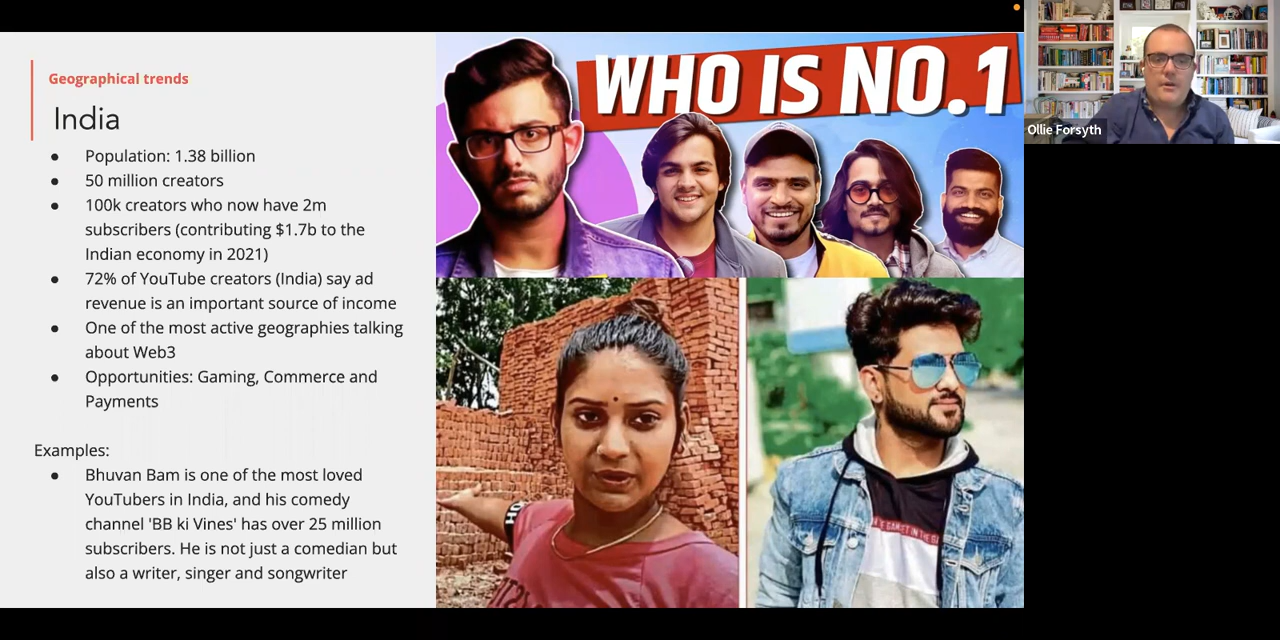 Geographical trends
India
● Population: 1.38 billion
● 50 million creators
● 100k creators who now have 2m
subscribers (contributing $1.7b to the
Indian economy in 2021)
● 72% of YouTube creators (India) say ad
revenue is an important source of income
● One of the most active geographies talking
about Web3
● Opportunities: Gaming, Commerce and
Payments
Examples:
● Bhuvan Bam is one of the most loved
YouTubers in India, and his comedy
channel 'BB ki Vines' has over 25 million
subscribers. He is not just a comedian but
also a writer, singer and songwriter
WHO IS NO.1
Ollie Forsyth